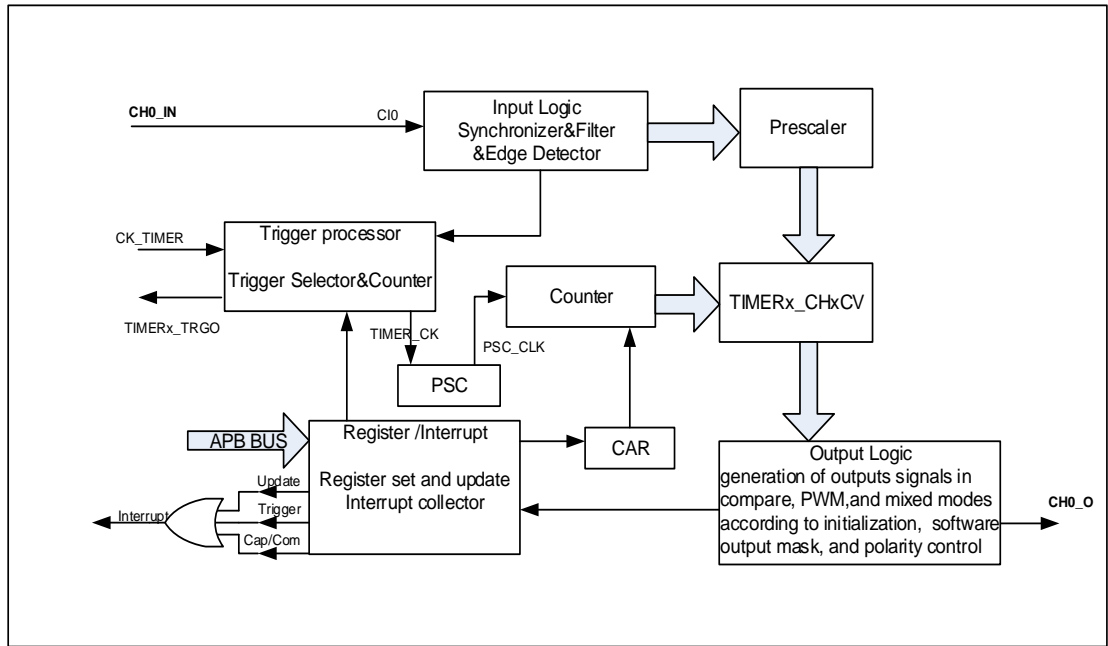 CH0_IN
CI0
Input Logic
Synchronizer&Filter
&Edge Detector
Prescaler
CK_TIMER
Trigger processor
Trigger Selector&Counter
TIMERx_TRGO
TIMER_CK
PSC_CLK
Counter
TIMERx_CHxCV
PSC
APB BUS
Register /Interrupt
Register set and update
Interrupt collector
CAR
Update
Trigger
Cap/Com
Interrupt
Output Logic
generation of outputs signals in
compare, PWM,and mixed modes
according to initialization, software
output mask, and polarity control
CH0_O